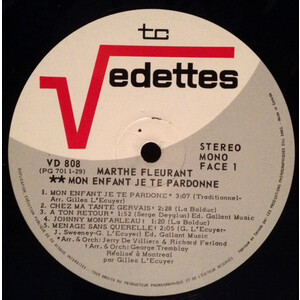 tc
Vedettes
STEREO
MONO
FACE 1
VD 808
(PG 7011-29)
MARTHE FLEURANT
** MON ENFANT JE TE PARDONNE
1. MON ENFANT JE TE PARDONE* 3:07 (Traditionnel-
Arr. Gilles L'Ecuyer)
2. CHEZ MA TANTE GERVAIS* 2:28 (La Bolduc)
3. A TON RETOUR* 1:52( Serge Deyglun) Ed. Gallant Music
4. JOHNNY MONFARLEAU* 1:20 (La Bolduc)
5. MENAGE SANS QUERELLE* 2:05 (G. L'Ecuyer-
J. Sweeney-G. L'Ecuyer) Ed. Gallant Music
*Arr. & Orch: Jery De Villiers & Richard Ferland
*Arr. & Orch: George Tremblay
Réalisé à Montreal
par Gilles L'Ecuyer